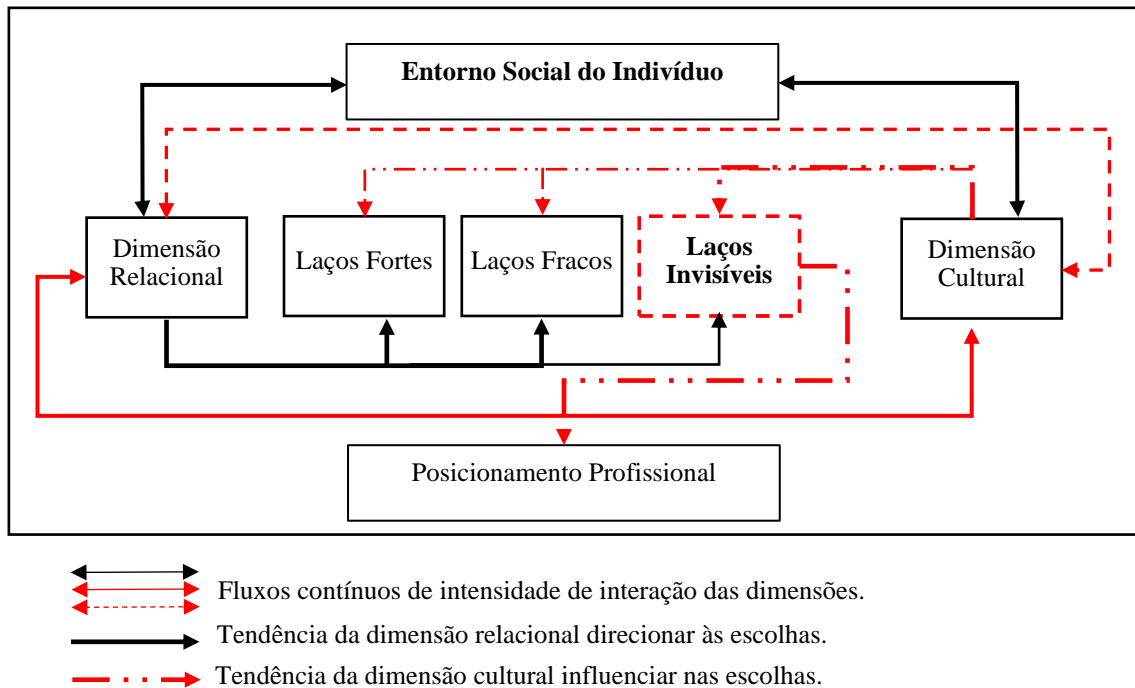 Entorno Social do Indivíduo
Dimensão
Relacional
Laços Fortes
Laços Fracos
Laços
Invisíveis
Dimensão
Cultural
Posicionamento Profissional
Fluxos contínuos de intensidade de interação das dimensões.
Tendência da dimensão relacional direcionar às escolhas.
Tendência da dimensão cultural influenciar nas escolhas.